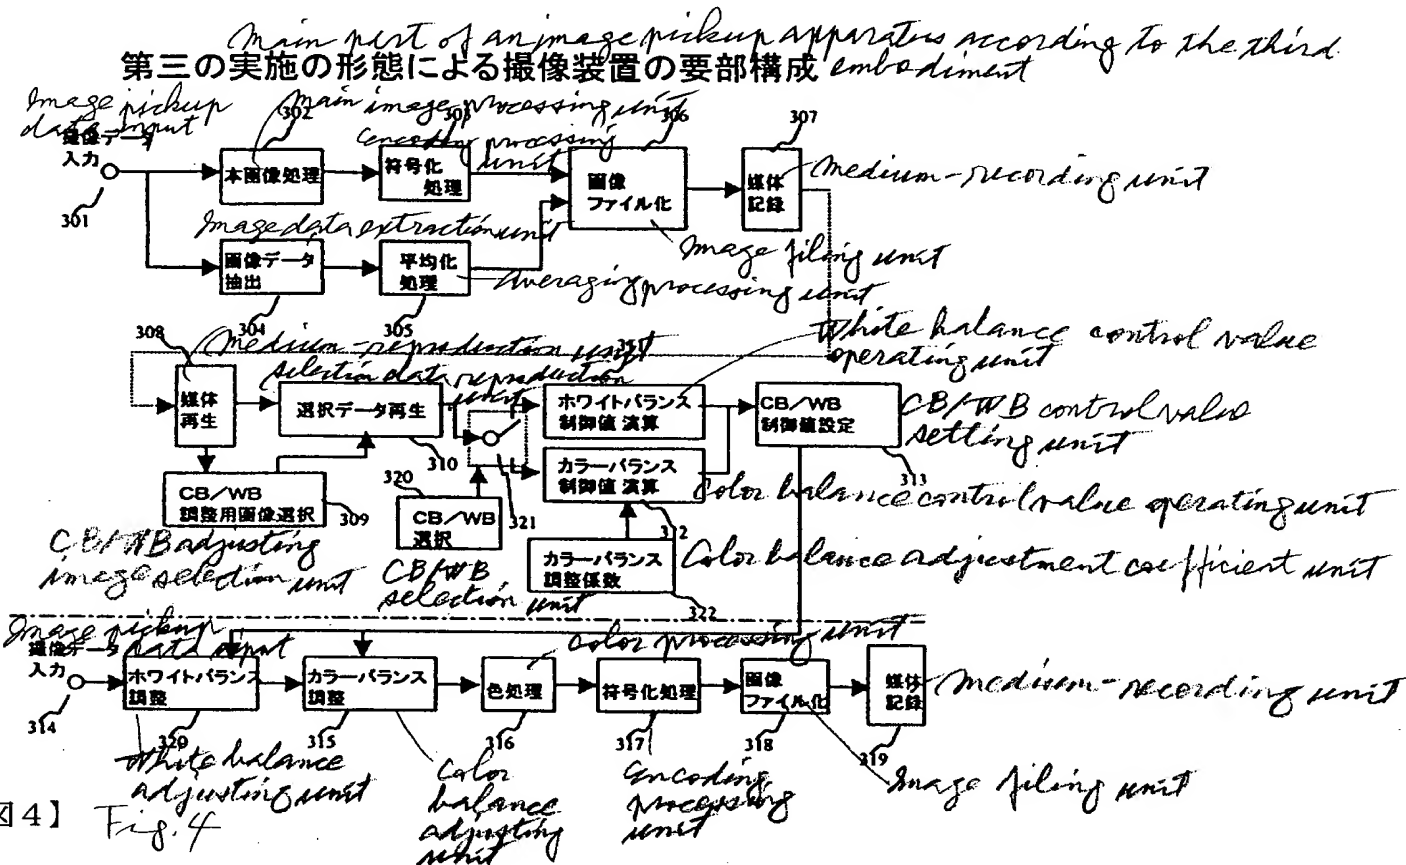 Main part of an image pickup apparatus according to the third
第三の実施の形態による撮像装置の要部構成 embodiment
Image pickup
data input
Main image processing unit
302
303
306
307
撮像データ
入力
encoding processing
unit
本画像処理
符号化
処理
画像
ファイル化
媒体
記録
Medium-recording unit
301
Image data extraction unit
画像データ
抽出
平均化
処理
Image filing unit
Averaging processing unit
304
305
308
Medium-reproduction unit
311
White balance control value
operating unit
selection data reproduction
unit
媒体
再生
選択データ再生
ホワイトバランス
制御値演算
CB/WB
制御値設定
CB/WB control value
setting unit
310
313
カラーバランス
制御値演算
Color balance control value operating unit
CB/WB
調整用画像選択
309
320
CB/WB
選択
321
312
CB/WB adjusting
image selection
unit
CB/WB
selection unit
カラーバランス
調整係数
Color balance adjustment coefficient unit
322
Image pickup
data input
Color processing unit
撮像データ
入力
ホワイトバランス
調整
カラーバランス
調整
色処理
符号化処理
画像
ファイル化
媒体
記録
Medium-recording unit
314
320
315
316
317
318
319
White balance
adjusting unit
Color
balance
adjusting
unit
Encoding
processing
unit
Image filing unit
図4】 Fig. 4